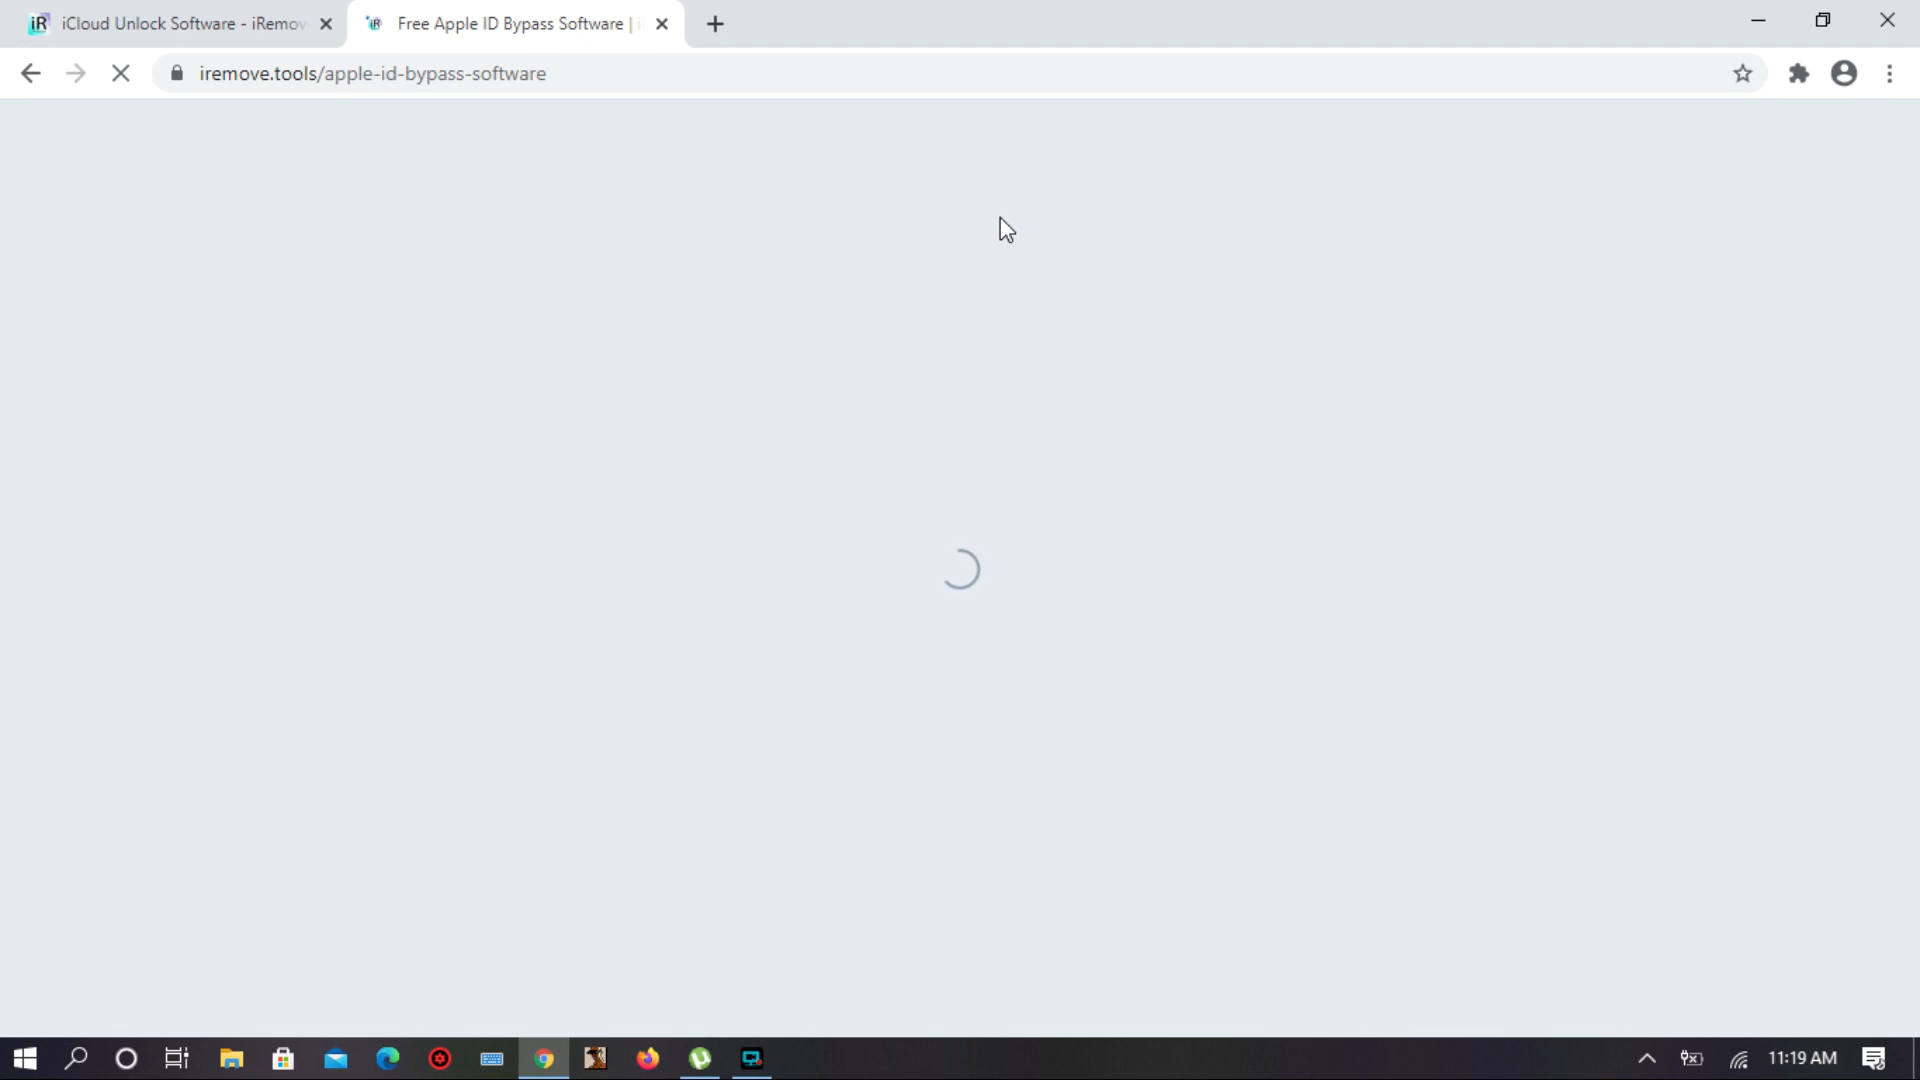 iR iCloud Unlock Software - iRemov
iR Free Apple ID Bypass Software |
iremove.tools/apple-id-bypass-software
11:19 AM